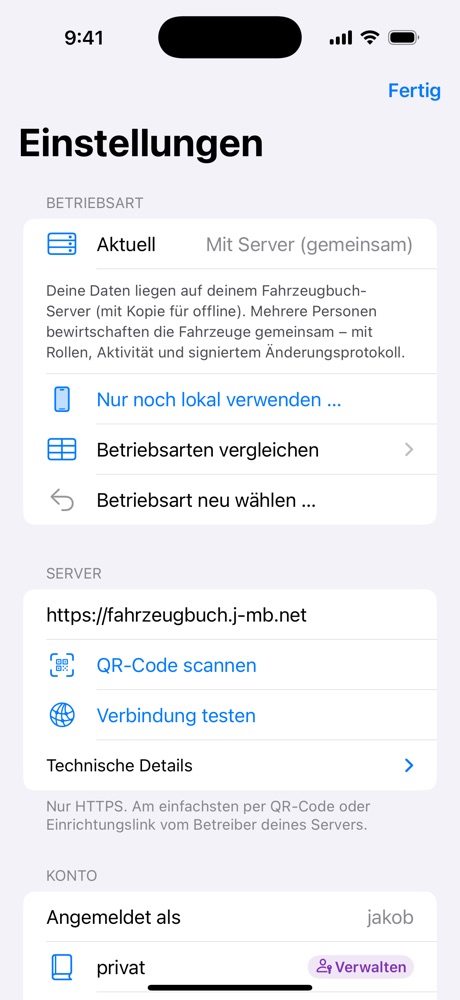 9:41
Fertig
Einstellungen
BETRIEBSART
Aktuell Mit Server (gemeinsam)
Deine Daten liegen auf deinem Fahrzeugbuch-
Server (mit Kopie für offline). Mehrere Personen
bewirtschaften die Fahrzeuge gemeinsam – mit
Rollen, Aktivität und signiertem Änderungsprotokoll.
Nur noch lokal verwenden ...
Betriebsarten vergleichen
Betriebsart neu wählen ...
SERVER
https://fahrzeugbuch.j-mb.net
QR-Code scannen
Verbindung testen
Technische Details
Nur HTTPS. Am einfachsten per QR-Code oder
Einrichtungslink vom Betreiber deines Servers.
KONTO
Angemeldet als jakob
privat Verwalten